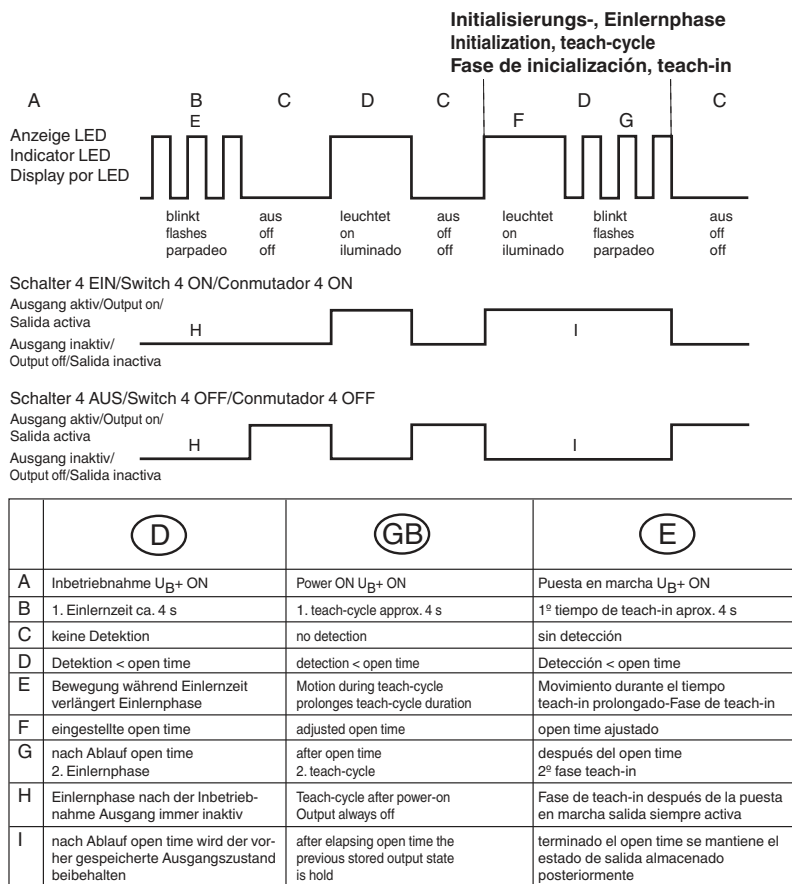 Initialisierungs-, Einlernphase
Initialization, teach-cycle
Fase de inicialización, teach-in
A B C D C D C
E F G
Anzeige LED
Indicator LED
Display por LED
blinkt aus leuchtet aus leuchtet blinkt aus
flashes off on off on flashes off
parpadeo off iluminado off iluminado parpadeo off
Schalter 4 EIN/Switch 4 ON/Conmutador 4 ON
Ausgang aktiv/Output on/
Salida activa
H I
Ausgang inaktiv/
Output off/Salida inactiva
Schalter 4 AUS/Switch 4 OFF/Conmutador 4 OFF
Ausgang aktiv/Output on/
Salida activa
H I
Ausgang inaktiv/
Output off/Salida inactiva
D GB E
A Inbetriebnahme UB+ ON Power ON UB+ ON Puesta en marcha UB+ ON
B 1. Einlernzeit ca. 4 s 1. teach-cycle approx. 4 s 1º tiempo de teach-in aprox. 4 s
C keine Detektion no detection sin detección
D Detektion < open time detection < open time Detección < open time
E Bewegung während Einlernzeit Motion during teach-cycle Movimiento durante el tiempo
verlängert Einlernphase prolonges teach-cycle duration teach-in prolongado-Fase de teach-in
F eingestellte open time adjusted open time open time ajustado
G nach Ablauf open time after open time después del open time
2. Einlernphase 2. teach-cycle 2º fase teach-in
H Einlernphase nach der Inbetrieb- Teach-cycle after power-on Fase de teach-in después de la puesta
nahme Ausgang immer inaktiv Output always off en marcha salida siempre activa
I nach Ablauf open time wird der vor- after elapsing open time the terminado el open time se mantiene el
her gespeicherte Ausgangszustand previous stored output state estado de salida almacenado
beibehalten is hold posteriormente